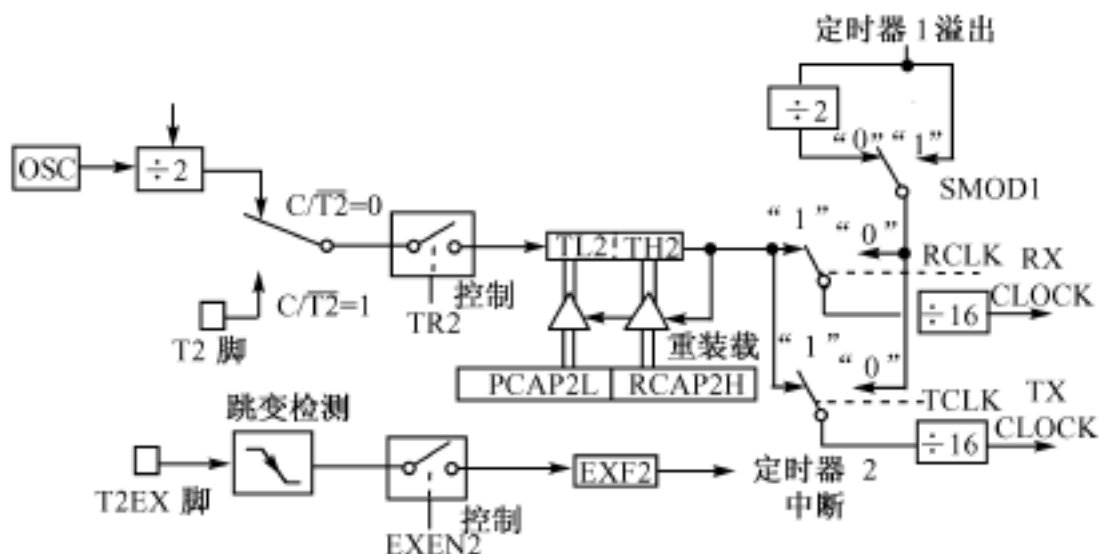 定时器 1 溢出
÷2
"0" "1"
SMOD1
OSC
÷2
C/T2̅=0
C/T2̅=1
T2 脚
控制
TR2
TL2 TH2
重装载
PCAP2L
RCAP2H
"1"
"0"
RCLK
RX
CLOCK
÷16
"1"
"0"
TCLK
TX
CLOCK
÷16
跳变检测
T2EX 脚
控制
EXEN2
EXF2
定时器 2
中断